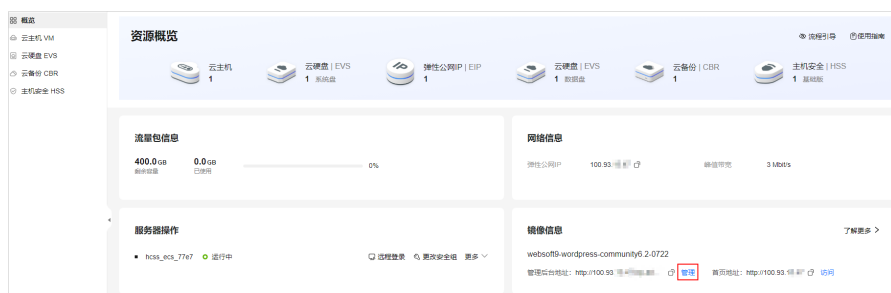 概览
云主机 VM
云硬盘 EVS
云备份 CBR
主机安全 HSS
资源概览
流程引导 使用指南
云主机
1
云硬盘 | EVS
1 系统盘
弹性公网IP | EIP
1
云硬盘 | EVS
1 数据盘
云备份 | CBR
1
主机安全 | HSS
1 基础版
流量包信息
400.0 GB 0.0 GB
剩余容量 已使用
0%
网络信息
弹性公网IP 100.93. 峰值带宽 3 Mbit/s
服务器操作
hcss_ecs_77e7 运行中 远程登录 更改安全组 更多
镜像信息 了解更多
websoft9-wordpress-community6.2-0722
管理后台地址: http://100.93 管理 首页地址: http://100.93. 访问